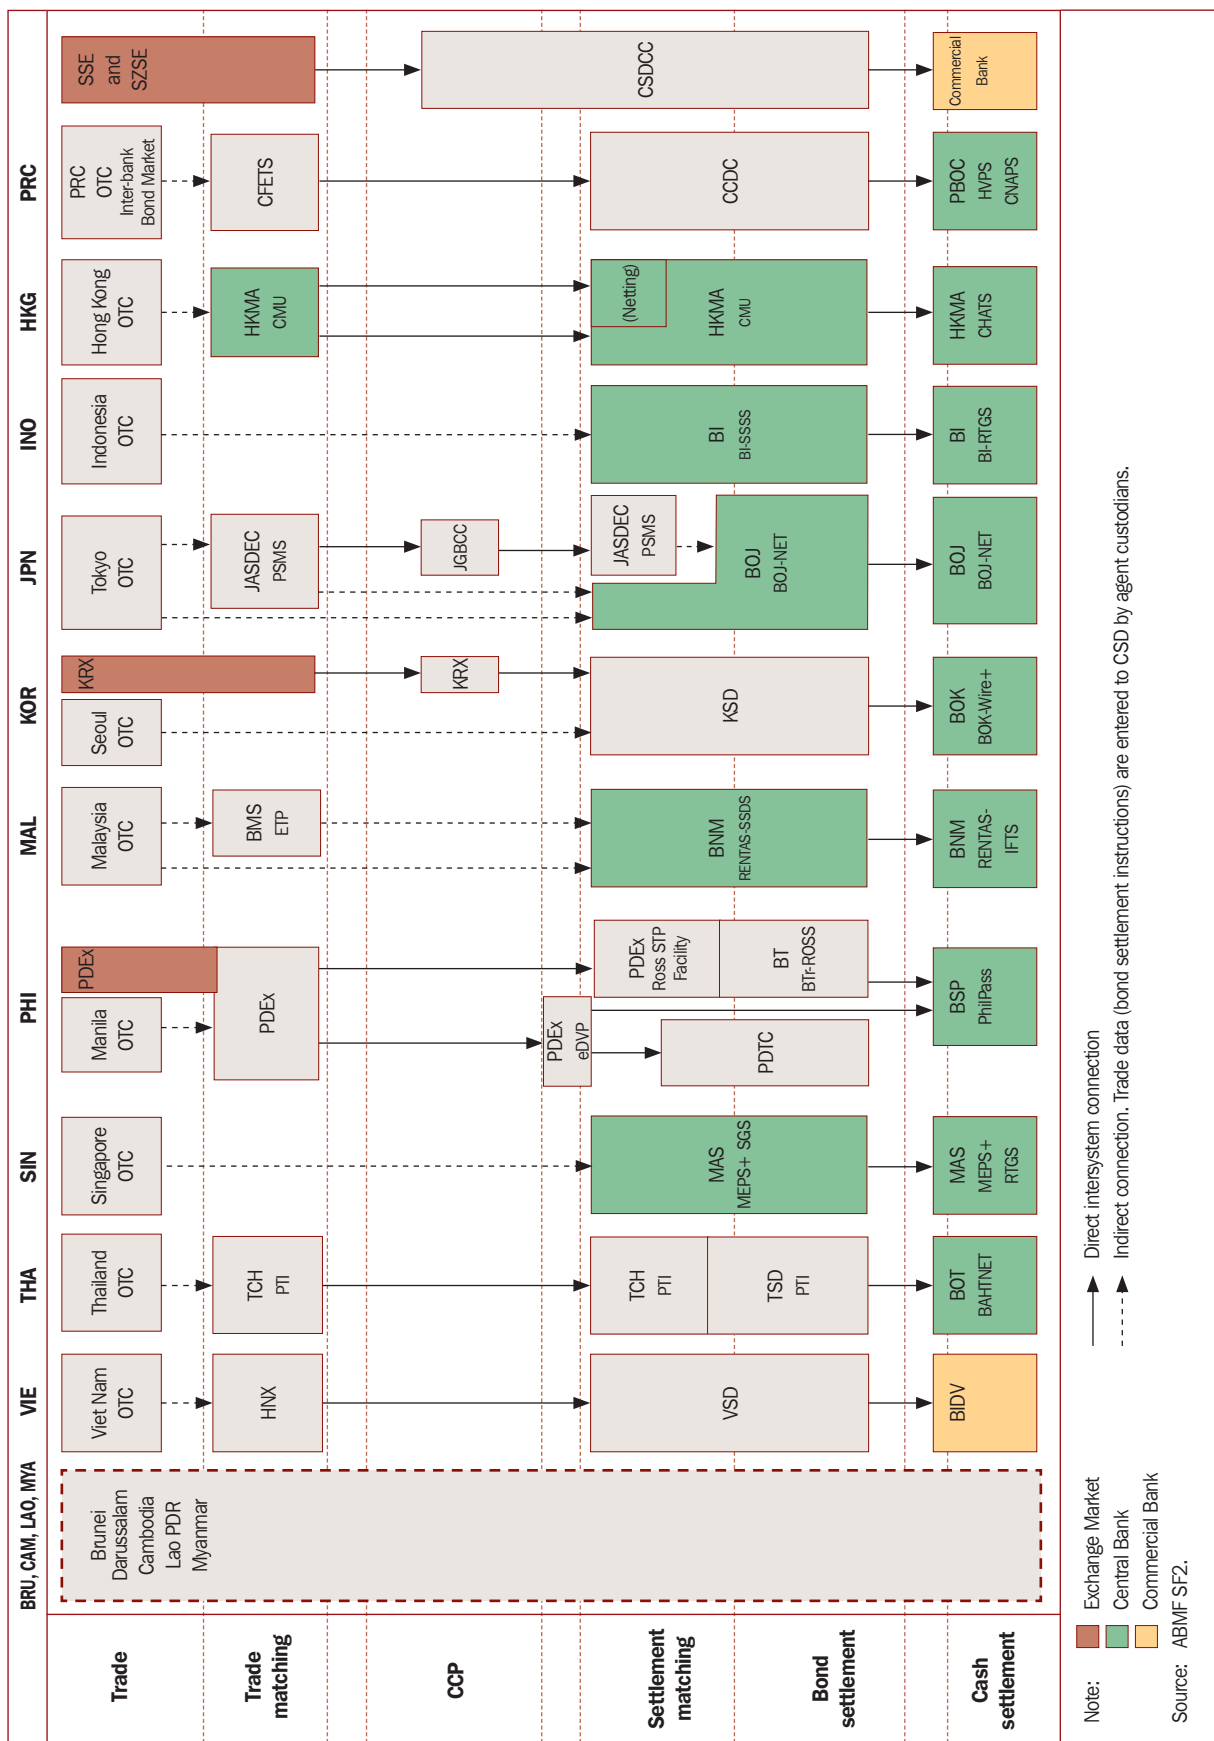 BRU, CAM, LAO, MYA
VIE
THA
SIN
PHI
MAL
KOR
JPN
INO
HKG
PRC
Trade
Brunei
Darussalam
Cambodia
Lao PDR
Myanmar
Viet Nam
OTC
Thailand
OTC
Singapore
OTC
Manila
OTC
PDEx
Malaysia
OTC
Seoul
OTC
KRX
Tokyo
OTC
Indonesia
OTC
Hong Kong
OTC
PRC
OTC
Inter-bank
Bond Market
SSE
and
SZSE
Trade
matching
HNX
TCH
PTI
PDEx
BMS
ETP
JASDEC
PSMS
HKMA
CMU
CFETS
CCP
PDEx
eDVP
KRX
JGBCC
CSDCC
Settlement
matching
Bond
settlement
VSD
TCH
PTI
TSD
PTI
MAS
MEPS+ SGS
PDTC
PDEx
Ross STP
Facility
BT
BTr-ROSS
BNM
RENTAS-SSDS
KSD
JASDEC
PSMS
BOJ
BOJ-NET
BI
BI-SSSS
(Netting)
HKMA
CMU
CCDC
Cash
settlement
BIDV
BOT
BAHTNET
MAS
MEPS+
RTGS
BSP
PhilPass
BNM
RENTAS-
IFTS
BOK
BOK-Wire+
BOJ
BOJ-NET
BI
BI-RTGS
HKMA
CHATS
PBOC
HVPS
CNAPS
Commercial
Bank
Note:
Exchange Market
Central Bank
Commercial Bank
Direct intersystem connection
Indirect connection. Trade data (bond settlement instructions) are entered to CSD by agent custodians.
Source: ABMF SF2.